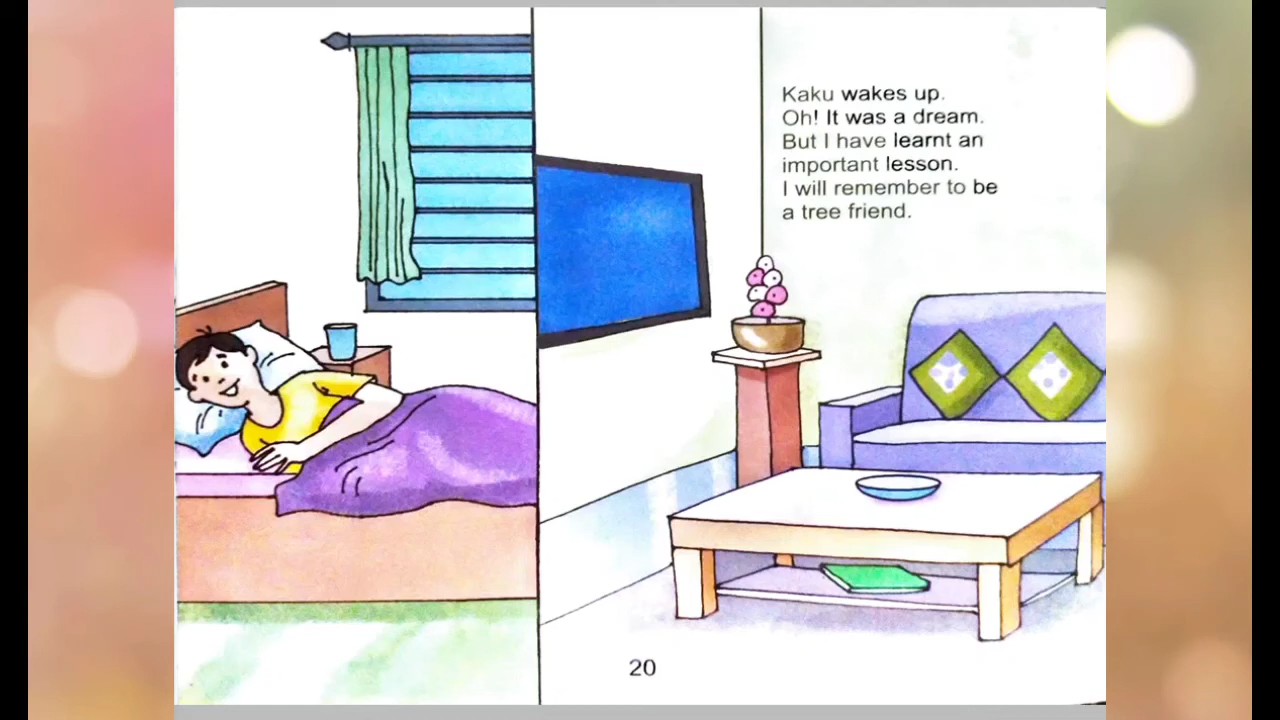 Kaku wakes up.
Oh! It was a dream.
But I have learnt an
important lesson.
I will remember to be
a tree friend.
20